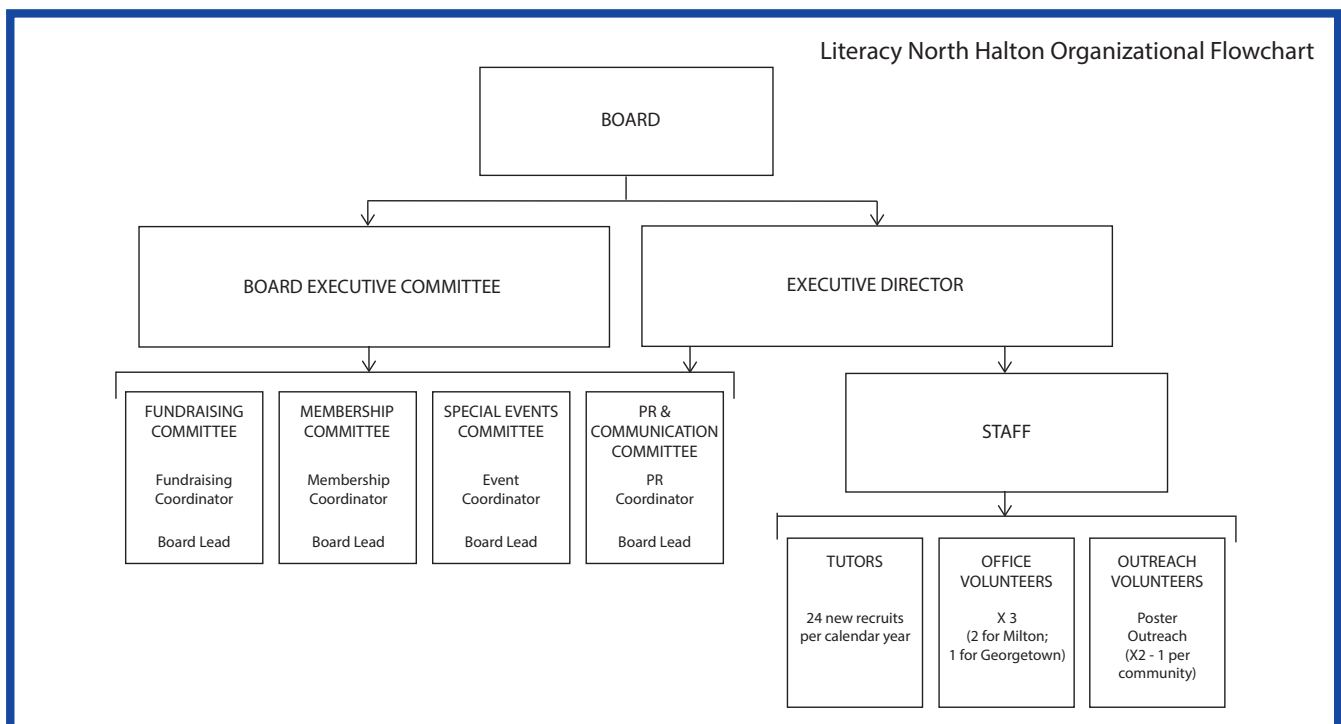 Literacy North Halton Organizational Flowchart
BOARD
BOARD EXECUTIVE COMMITTEE
EXECUTIVE DIRECTOR
FUNDRAISING
COMMITTEE
Fundraising
Coordinator
Board Lead
MEMBERSHIP
COMMITTEE
Membership
Coordinator
Board Lead
SPECIAL EVENTS
COMMITTEE
Event
Coordinator
Board Lead
PR &
COMMUNICATION
COMMITTEE
PR
Coordinator
Board Lead
STAFF
TUTORS
24 new recruits
per calendar year
OFFICE
VOLUNTEERS
X 3
(2 for Milton;
1 for Georgetown)
OUTREACH
VOLUNTEERS
Poster
Outreach
(X2 - 1 per
community)